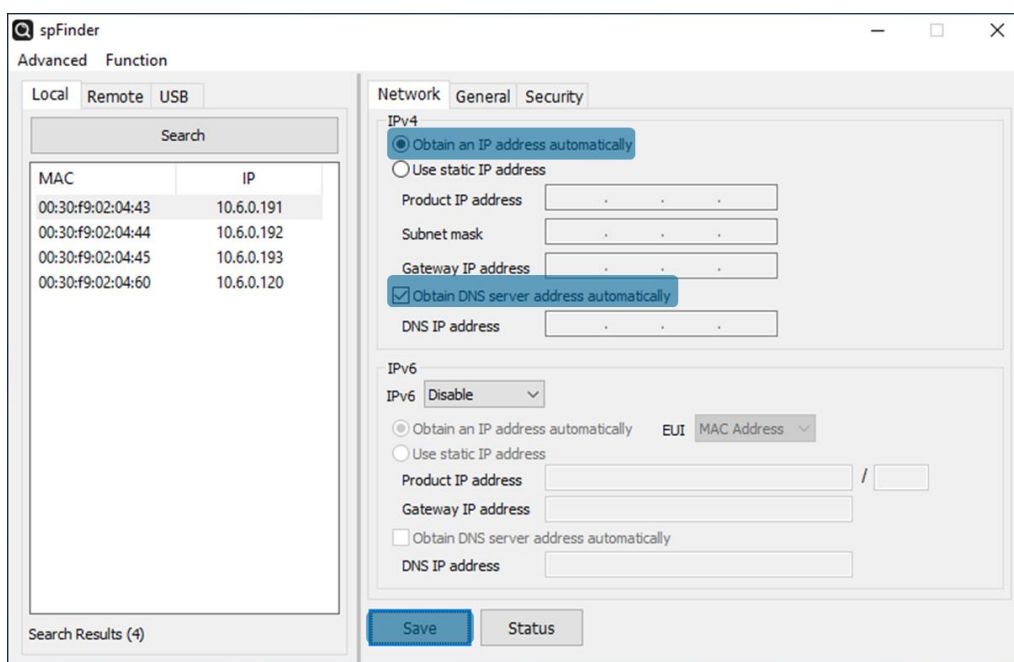 spFinder
Advanced Function
Local Remote USB
Search
MAC IP
00:30:f9:02:04:43 10.6.0.191
00:30:f9:02:04:44 10.6.0.192
00:30:f9:02:04:45 10.6.0.193
00:30:f9:02:04:60 10.6.0.120
Search Results (4)
Network General Security
IPv4
Obtain an IP address automatically
Use static IP address
Product IP address . . .
Subnet mask . . .
Gateway IP address . . .
Obtain DNS server address automatically
DNS IP address . . .
IPv6
IPv6 Disable
Obtain an IP address automatically EUI MAC Address
Use static IP address
Product IP address /
Gateway IP address
Obtain DNS server address automatically
DNS IP address
Save Status